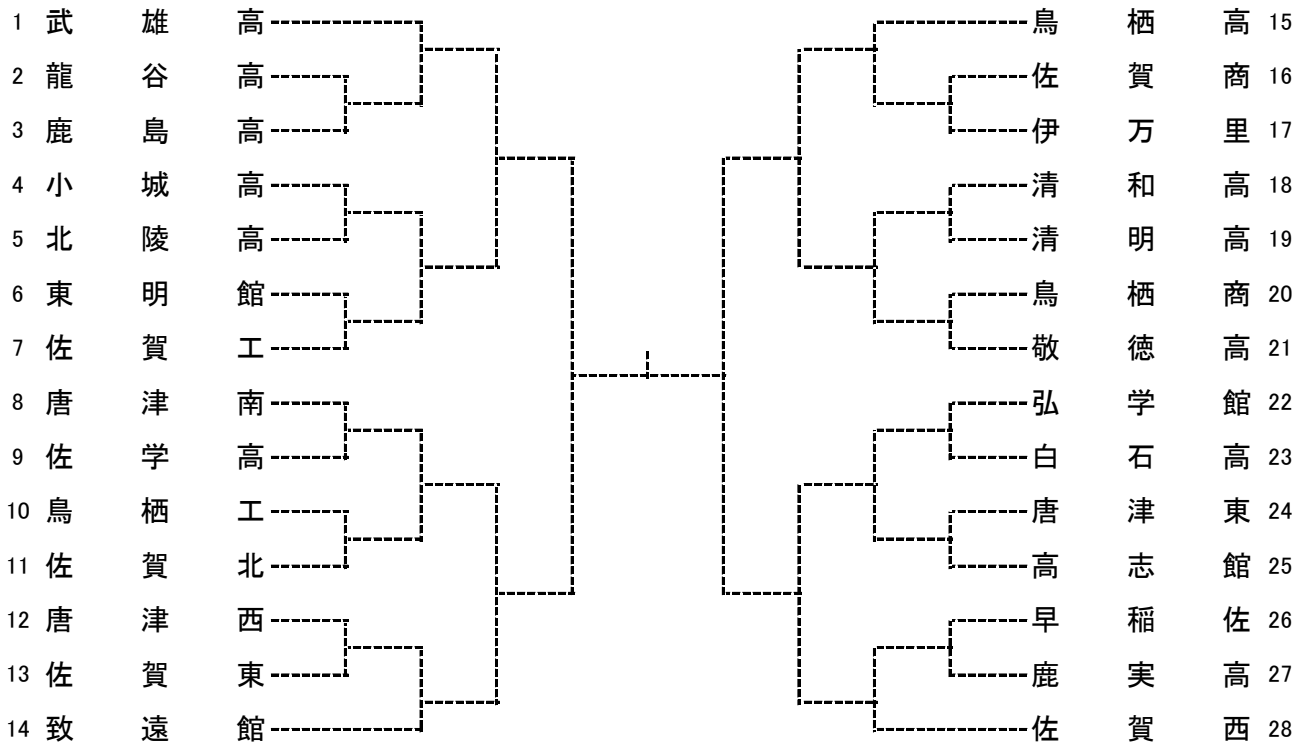 1 武雄高
2 龍谷高
3 鹿島高
4 小城高
5 北陵高
6 東明館
7 佐賀工
8 唐津南
9 佐学高
10 鳥栖工
11 佐賀北
12 唐津西
13 佐賀東
14 致遠館
鳥栖高 15
佐賀商 16
伊万里 17
清和高 18
清明高 19
鳥栖商 20
敬徳高 21
弘学館 22
白石高 23
唐津東 24
高志館 25
早稲佐 26
鹿実高 27
佐賀西 28